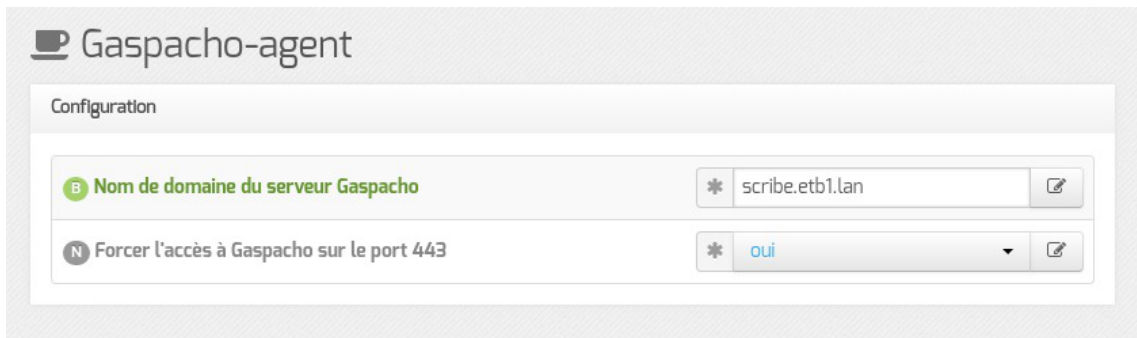 Gaspacho-agent
Configuration
B Nom de domaine du serveur Gaspacho
* scribe.etb1.lan
N Forcer l'accès à Gaspacho sur le port 443
* oui